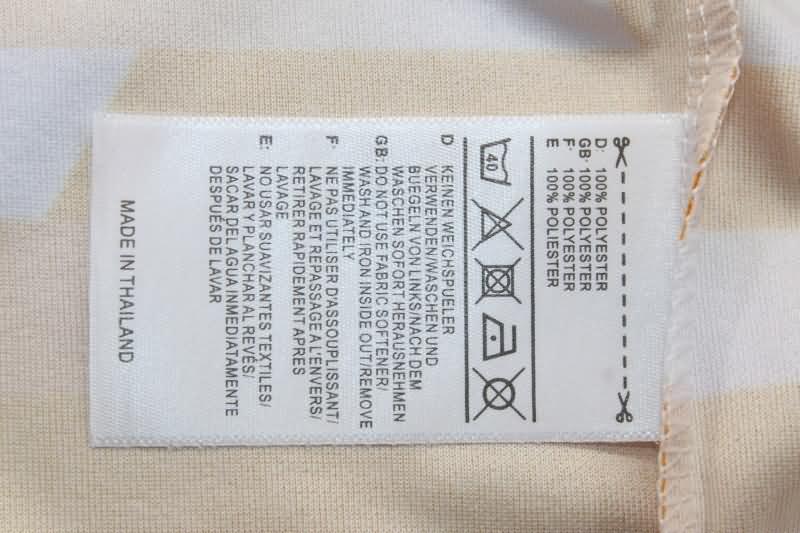 D: 100% POLYESTER
GB: 100% POLYESTER
F: 100% POLYESTER
E 100% POLIESTER
40
D KEINEN WEICHSPUELER
VERWENDEN/WASCHEN UND
BUEGELN VON LINKS/NACH DEM
WASCHEN SOFORT HERAUSNEHMEN
GB: DO NOT USE FABRIC SOFTENER/
WASH AND IRON INSIDE OUT/REMOVE
IMMEDIATELY
F: NE PAS UTILISER D'ASSOUPLISSANT/
LAVAGE ET REPASSAGE A L'ENVERS/
RETIRER RAPIDEMENT APRES
LAVAGE
E: NO USAR SUAVIZANTES TEXTILES/
LAVAR Y PLANCHAR AL REVÉS/
SACAR DEL AGUA INMEDIATAMENTE
DESPUÉS DE LAVAR
MADE IN THAILAND